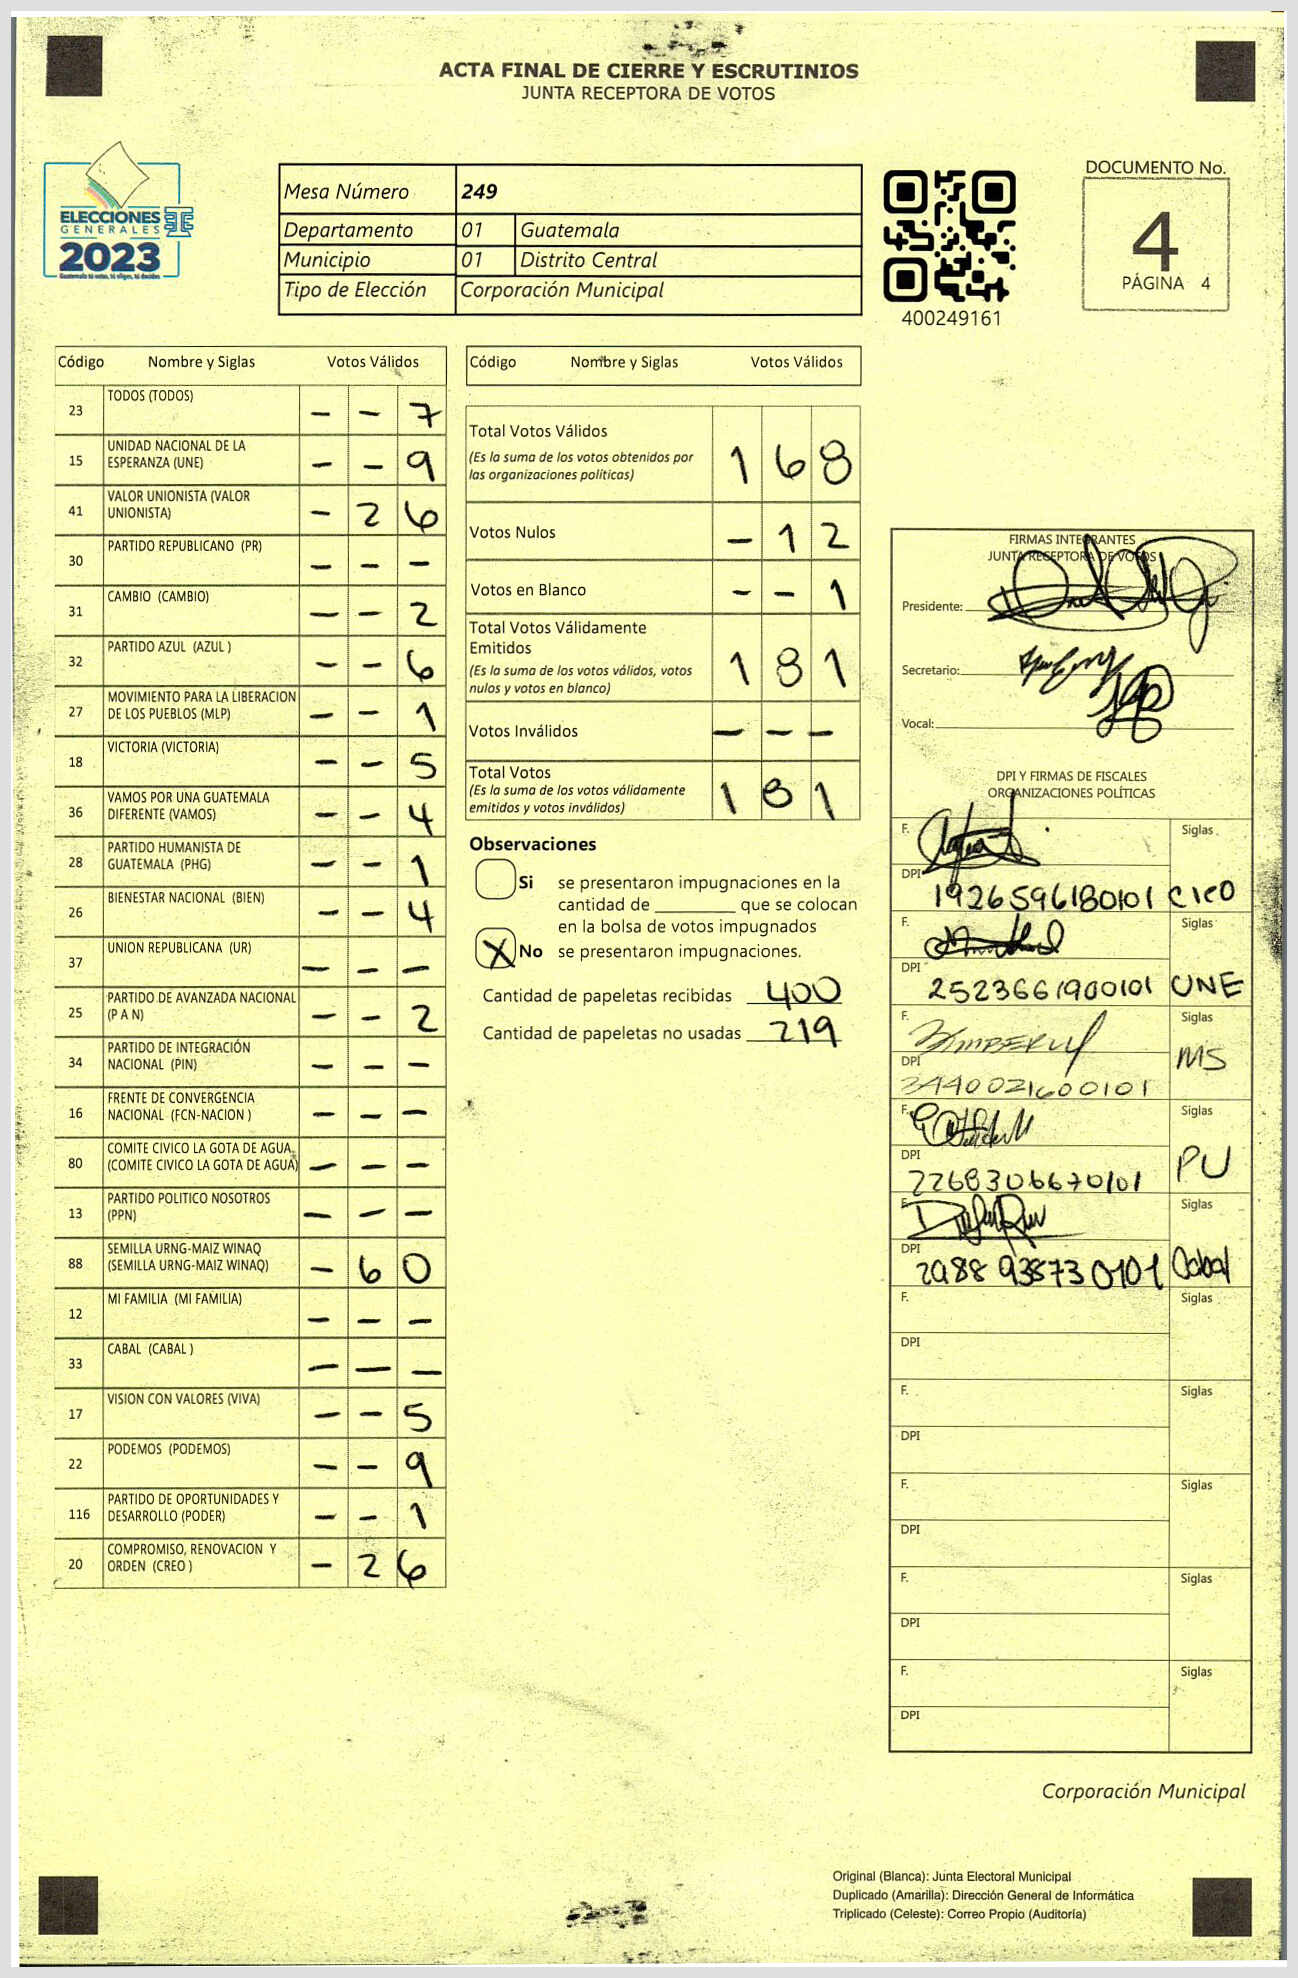 ACTA FINAL DE CIERRE Y ESCRUTINIOS
JUNTA RECEPTORA DE VOTOS
ELECCIONES
GENERALES
2023
Mesa Número 249
Departamento 01 Guatemala
Municipio 01 Distrito Central
Tipo de Elección Corporación Municipal
400249161
DOCUMENTO No.
4
PÁGINA 4
Código Nombre y Siglas Votos Válidos
23 TODOS (TODOS) - - 7
15 UNIDAD NACIONAL DE LA
ESPERANZA (UNE) - - 9
41 VALOR UNIONISTA (VALOR
UNIONISTA) - 2 6
30 PARTIDO REPUBLICANO (PR) - - -
31 CAMBIO (CAMBIO) - - 2
32 PARTIDO AZUL (AZUL ) - - 6
27 MOVIMIENTO PARA LA LIBERACION
DE LOS PUEBLOS (MLP) - - 1
18 VICTORIA (VICTORIA) - - 5
36 VAMOS POR UNA GUATEMALA
DIFERENTE (VAMOS) - - 4
28 PARTIDO HUMANISTA DE
GUATEMALA (PHG) - - 1
26 BIENESTAR NACIONAL (BIEN) - - 4
37 UNION REPUBLICANA (UR) - - -
25 PARTIDO DE AVANZADA NACIONAL
(P A N) - - 2
34 PARTIDO DE INTEGRACIÓN
NACIONAL (PIN) - - -
16 FRENTE DE CONVERGENCIA
NACIONAL (FCN-NACION ) - - -
80 COMITE CIVICO LA GOTA DE AGUA
(COMITE CIVICO LA GOTA DE AGUA) - - -
13 PARTIDO POLITICO NOSOTROS
(PPN) - - -
88 SEMILLA URNG-MAIZ WINAQ
(SEMILLA URNG-MAIZ WINAQ) - 6 0
12 MI FAMILIA (MI FAMILIA) - - -
33 CABAL (CABAL ) - - -
17 VISION CON VALORES (VIVA) - - 5
22 PODEMOS (PODEMOS) - - 9
116 PARTIDO DE OPORTUNIDADES Y
DESARROLLO (PODER) - - 1
20 COMPROMISO, RENOVACION Y
ORDEN (CREO ) - 2 6
Código Nombre y Siglas Votos Válidos
Total Votos Válidos
(Es la suma de los votos obtenidos por
las organizaciones políticas) 1 6 8
Votos Nulos - 1 2
Votos en Blanco - - 1
Total Votos Válidamente
Emitidos
(Es la suma de los votos válidos, votos
nulos y votos en blanco) 1 8 1
Votos Inválidos - - -
Total Votos
(Es la suma de los votos válidamente
emitidos y votos inválidos) 1 8 1
Observaciones
Si se presentaron impugnaciones en la
cantidad de ________ que se colocan
en la bolsa de votos impugnados
X No se presentaron impugnaciones.
Cantidad de papeletas recibidas 400
Cantidad de papeletas no usadas 219
FIRMAS INTEGRANTES
JUNTA RECEPTORA DE VOTOS
Presidente:
Secretario:
Vocal:
DPI Y FIRMAS DE FISCALES
ORGANIZACIONES POLÍTICAS
F. Siglas
DPI 1926596180101
F. Siglas
DPI 2523661900101 UNE
F. KIMBERLY Siglas
DPI 3440021600101 MS
F. Siglas
DPI 2268306670101 PU
F. Siglas
DPI 2988 93873 0101 Cabal
F. Siglas
DPI
F. Siglas
DPI
F. Siglas
DPI
F. Siglas
DPI
F. Siglas
DPI
Corporación Municipal
Original (Blanca): Junta Electoral Municipal
Duplicado (Amarilla): Dirección General de Informática
Triplicado (Celeste): Correo Propio (Auditoría)